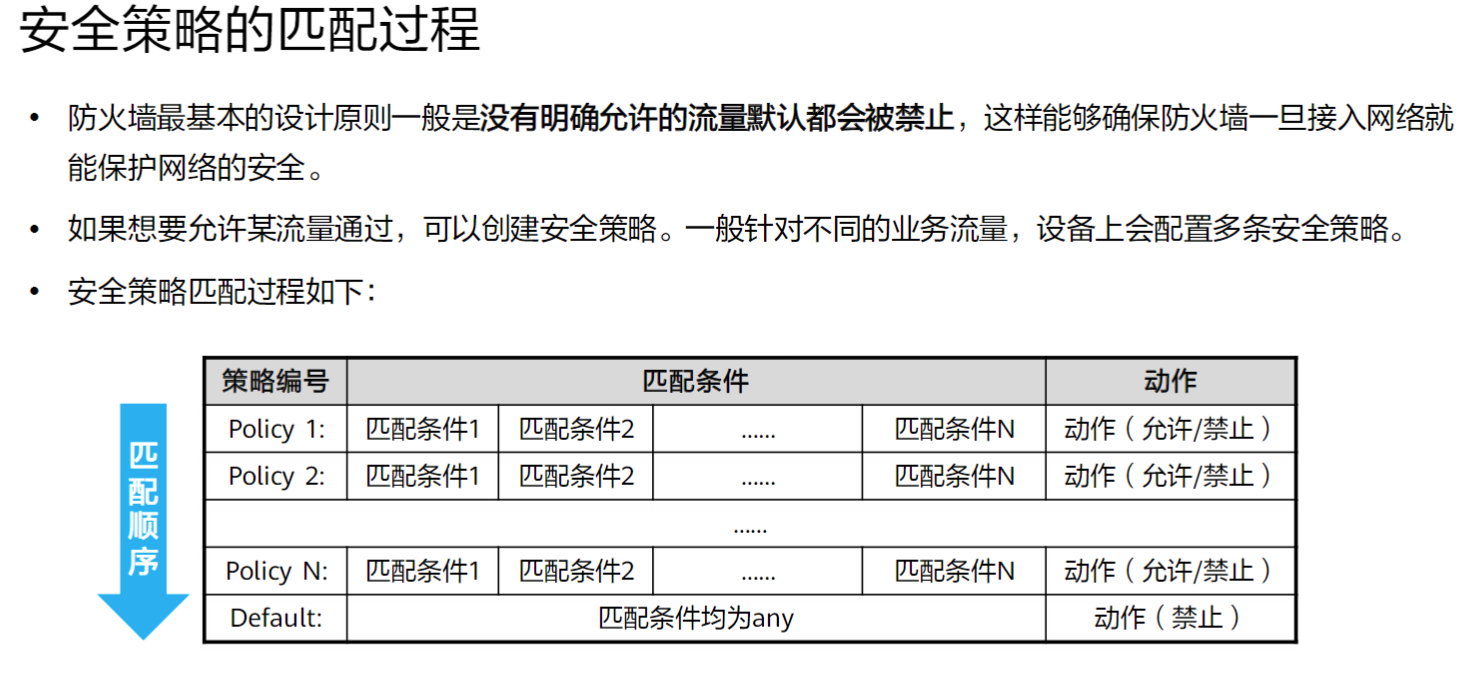 安全策略的匹配过程
• 防火墙最基本的设计原则一般是没有明确允许的流量默认都会被禁止，这样能够确保防火墙一旦接入网络就
能保护网络的安全。
• 如果想要允许某流量通过，可以创建安全策略。一般针对不同的业务流量，设备上会配置多条安全策略。
• 安全策略匹配过程如下：
匹配顺序
策略编号 匹配条件 动作
Policy 1: 匹配条件1 匹配条件2 …… 匹配条件N 动作（允许/禁止）
Policy 2: 匹配条件1 匹配条件2 …… 匹配条件N 动作（允许/禁止）
……
Policy N: 匹配条件1 匹配条件2 …… 匹配条件N 动作（允许/禁止）
Default: 匹配条件均为any 动作（禁止）